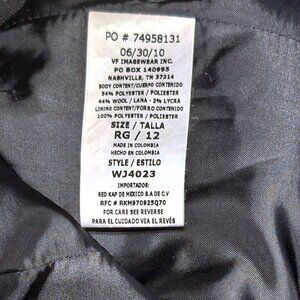 PO # 74958131
06/30/10
VF IMAGEWEAR INC.
PO BOX 140995
NASHVILLE, TN 37214
BODY CONTENT/CUERPO CONTENIDO
54% POLYESTER / POLIESTER
44% WOOL / LANA - 2% LYCRA
LINING CONTENT/FORRO CONTENIDO
100% POLYESTER / POLIESTER
SIZE / TALLA
RG / 12
MADE IN COLOMBIA
HECHO EN COLOMBIA
STYLE / ESTILO
WJ4023
IMPORTADOR:
RED KAP DE MEXICO S.A DE C.V
RFC # RKM970925Q70
FOR CARE SEE REVERSE
PARA EL CUIDADO VEA EL REVÉS